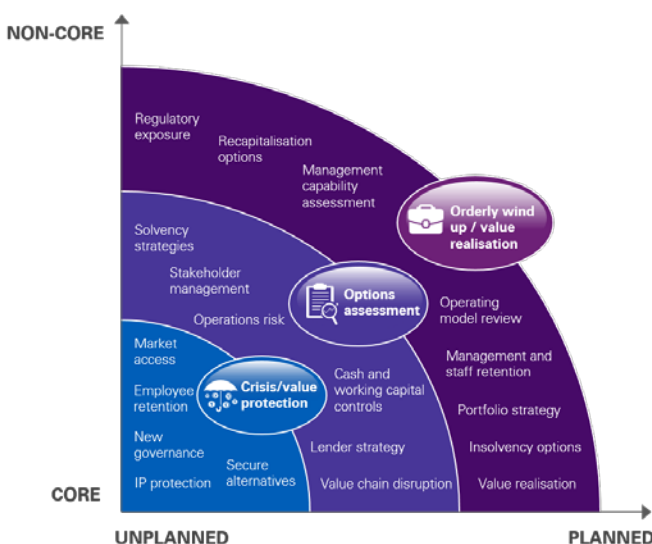 NON-CORE
Regulatory
exposure
Recapitalisation
options
Management
capability
assessment
Orderly wind
up / value
realisation
Solvency
strategies
Stakeholder
management
Operations risk
Options
assessment
Operating
model review
Market
access
Employee
retention
Crisis/value
protection
Cash and
working capital
controls
Management and
staff retention
Portfolio strategy
New
governance
Lender strategy
Insolvency options
IP protection
Secure
alternatives
Value chain disruption
Value realisation
CORE
UNPLANNED
PLANNED